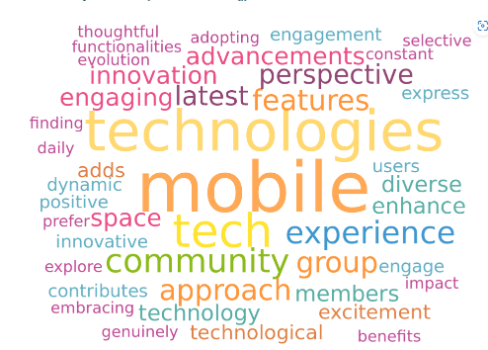 thoughtful
adopting engagement selective
functionalities
evolution advancements constant
innovation perspective
engaging latest features express
finding technologies
daily
adds mobile users
dynamic diverse
positive enhance
prefer space tech experience
innovative
explore community group engage
contributes approach members impact
embracing technology excitement
genuinely technological benefits